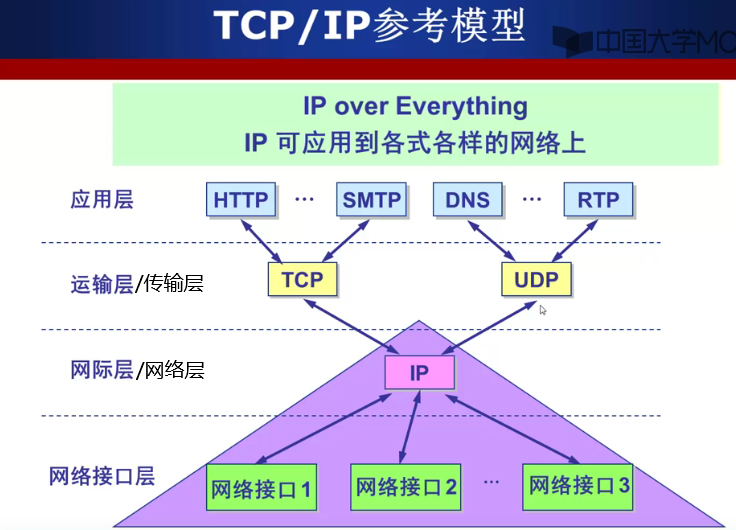 TCP/IP参考模型
中国大学MO
IP over Everything
IP 可应用到各式各样的网络上
应用层 HTTP … SMTP DNS … RTP
运输层/传输层 TCP UDP
网际层/网络层 IP
网络接口层 网络接口1 网络接口2 … 网络接口3